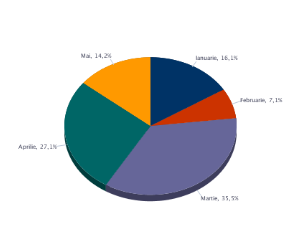 Mai, 14,2%
Ianuarie, 16,1%
Februarie, 7,1%
Aprilie, 27,1%
Martie, 35,5%